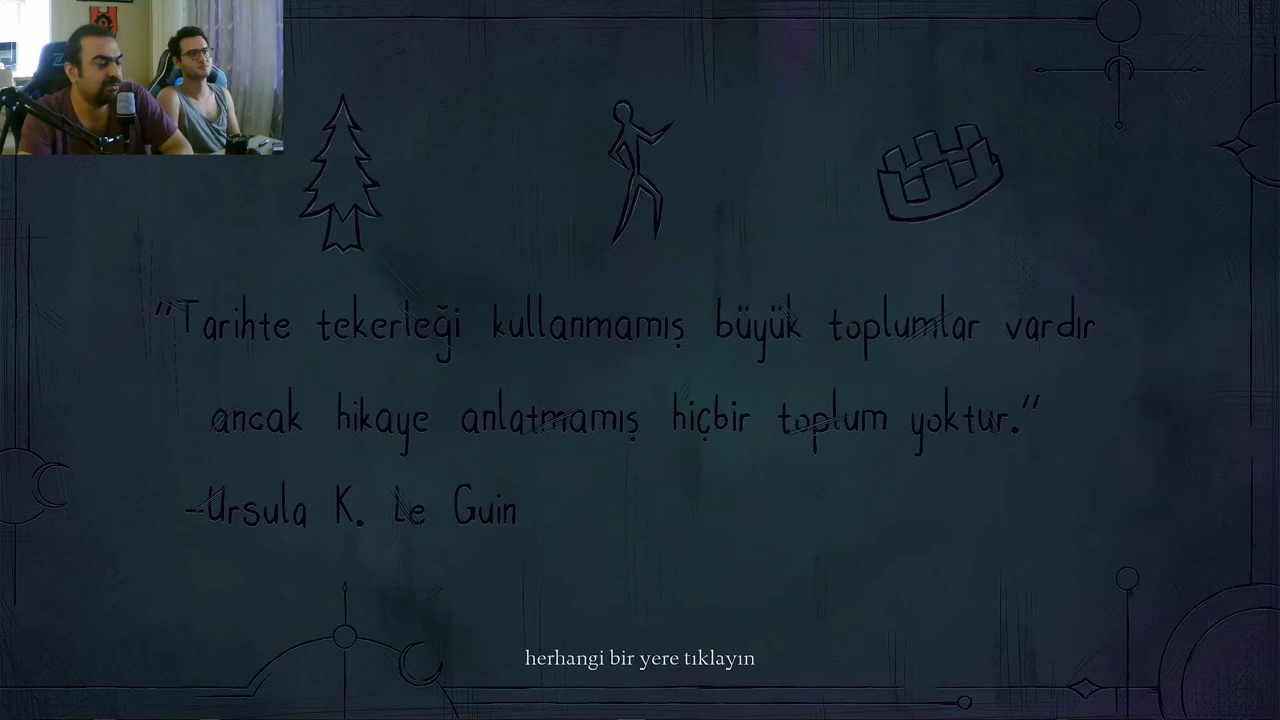 "Tarihte tekerleği kullanmamış büyük toplumlar vardır
ancak hikaye anlatmamış hiçbir toplum yoktur."
-Ursula K. Le Guin
herhangi bir yere tıklayın